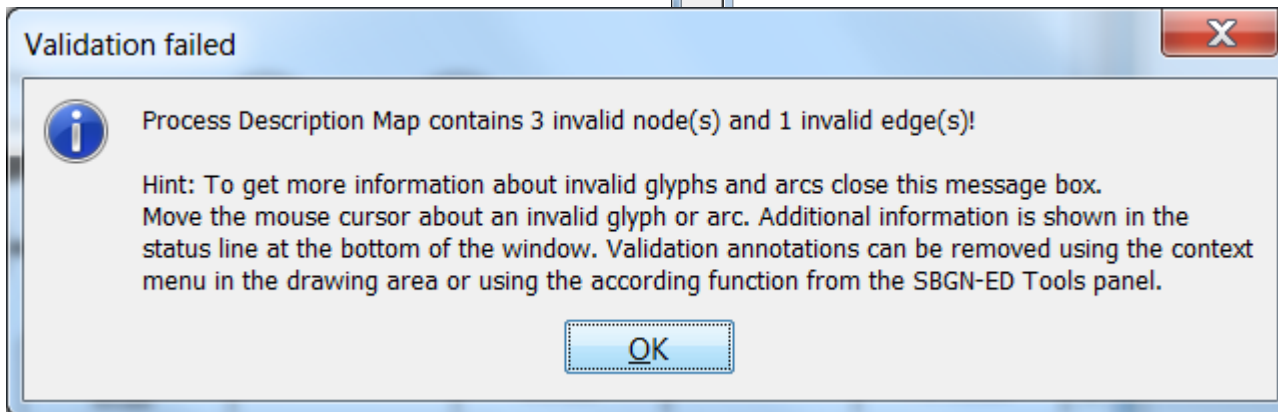 Validation failed
Process Description Map contains 3 invalid node(s) and 1 invalid edge(s)!
Hint: To get more information about invalid glyphs and arcs close this message box.
Move the mouse cursor about an invalid glyph or arc. Additional information is shown in the
status line at the bottom of the window. Validation annotations can be removed using the context
menu in the drawing area or using the according function from the SBGN-ED Tools panel.
OK